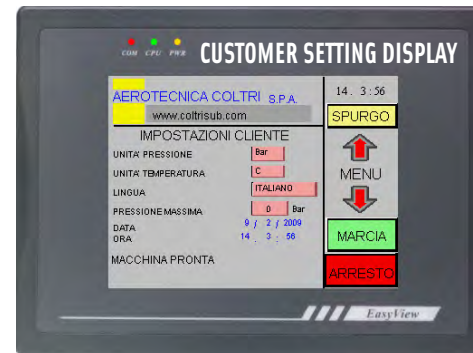 COM CPU PWR
CUSTOMER SETTING DISPLAY
AEROTECNICA COLTRI S.P.A.
www.coltrisub.com
IMPOSTAZIONI CLIENTE
UNITA' PRESSIONE Bar
UNITA' TEMPERATURA C
LINGUA ITALIANO
PRESSIONE MASSIMA 0 Bar
DATA 9 / 2 / 2009
ORA 14 : 3 : 56
MACCHINA PRONTA
14 : 3 :56
SPURGO
MENU
MARCIA
ARRESTO
EasyView